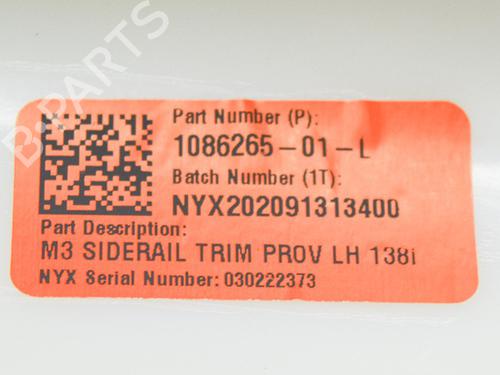 B-PARTS
Part Number (P):
1086265-01-L
Batch Number (1T):
NYX202091313400
Part Description:
M3 SIDERAIL TRIM PROV LH 138i
NYX Serial Number: 030222373